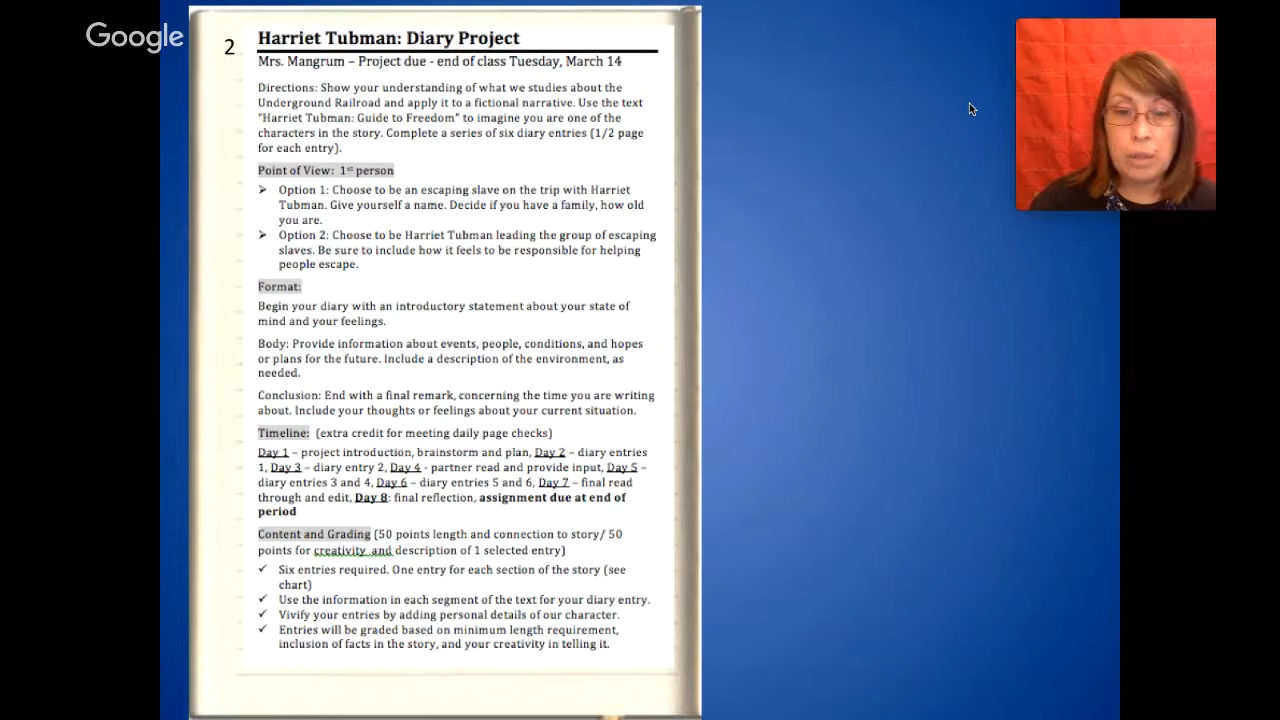 Google
2
Harriet Tubman: Diary Project
Mrs. Mangrum – Project due - end of class Tuesday, March 14
Directions: Show your understanding of what we studies about the
Underground Railroad and apply it to a fictional narrative. Use the text
"Harriet Tubman: Guide to Freedom" to imagine you are one of the
characters in the story. Complete a series of six diary entries (1/2 page
for each entry).
Point of View: 1st person
➢ Option 1: Choose to be an escaping slave on the trip with Harriet
Tubman. Give yourself a name. Decide if you have a family, how old
you are.
➢ Option 2: Choose to be Harriet Tubman leading the group of escaping
slaves. Be sure to include how it feels to be responsible for helping
people escape.
Format:
Begin your diary with an introductory statement about your state of
mind and your feelings.
Body: Provide information about events, people, conditions, and hopes
or plans for the future. Include a description of the environment, as
needed.
Conclusion: End with a final remark, concerning the time you are writing
about. Include your thoughts or feelings about your current situation.
Timeline: (extra credit for meeting daily page checks)
Day 1 – project introduction, brainstorm and plan, Day 2 – diary entries
1, Day 3 – diary entry 2, Day 4 - partner read and provide input, Day 5 –
diary entries 3 and 4, Day 6 – diary entries 5 and 6, Day 7 – final read
through and edit, Day 8: final reflection, assignment due at end of
period
Content and Grading (50 points length and connection to story/ 50
points for creativity and description of 1 selected entry)
✓ Six entries required. One entry for each section of the story (see
chart)
✓ Use the information in each segment of the text for your diary entry.
✓ Vivify your entries by adding personal details of our character.
✓ Entries will be graded based on minimum length requirement,
inclusion of facts in the story, and your creativity in telling it.